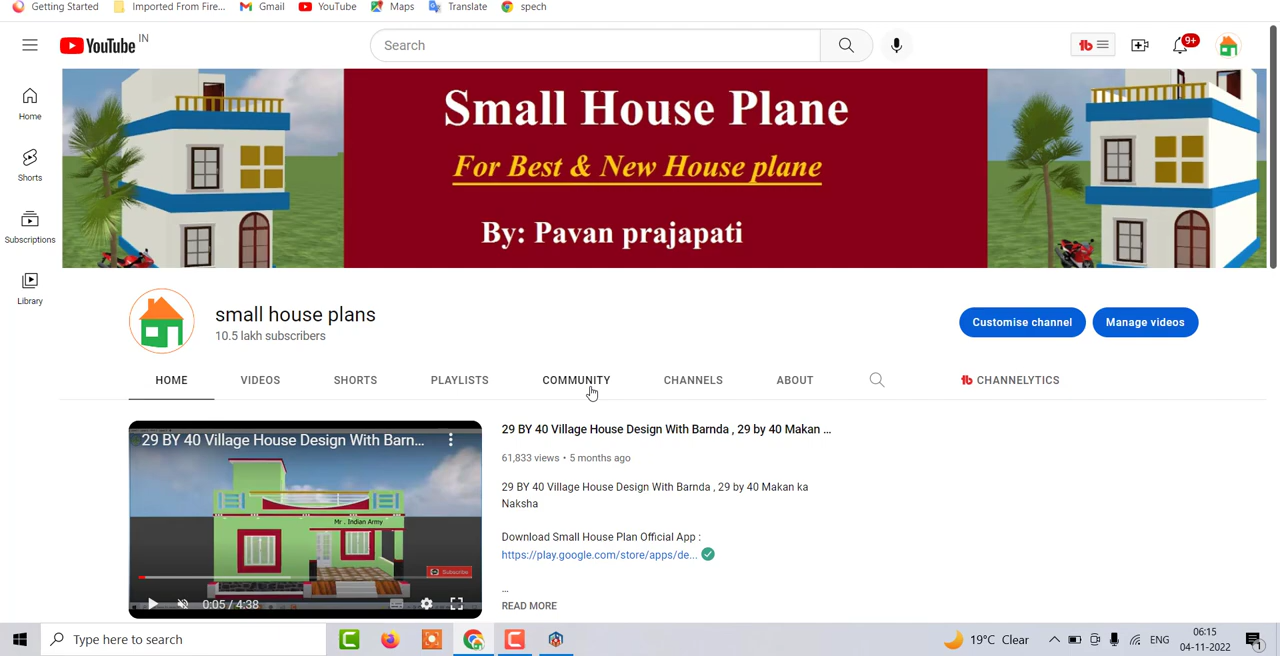 Getting Started
Imported From Fire...
Gmail
YouTube
Maps
Translate
spech
YouTube IN
Search
tb
9+
Home
Shorts
Subscriptions
Library
Small House Plane
For Best & New House plane
By: Pavan prajapati
small house plans
10.5 lakh subscribers
Customise channel
Manage videos
HOME
VIDEOS
SHORTS
PLAYLISTS
COMMUNITY
CHANNELS
ABOUT
tb CHANNELYTICS
29 BY 40 Village House Design With Barn...
Mr . Indian Army
Subscribe
0:05 / 4:38
29 BY 40 Village House Design With Barnda , 29 by 40 Makan ...
61,833 views • 5 months ago
29 BY 40 Village House Design With Barnda , 29 by 40 Makan ka
Naksha
Download Small House Plan Official App :
https://play.google.com/store/apps/de...
...
READ MORE
Type here to search
19°C Clear
ENG
06:15
04-11-2022
1